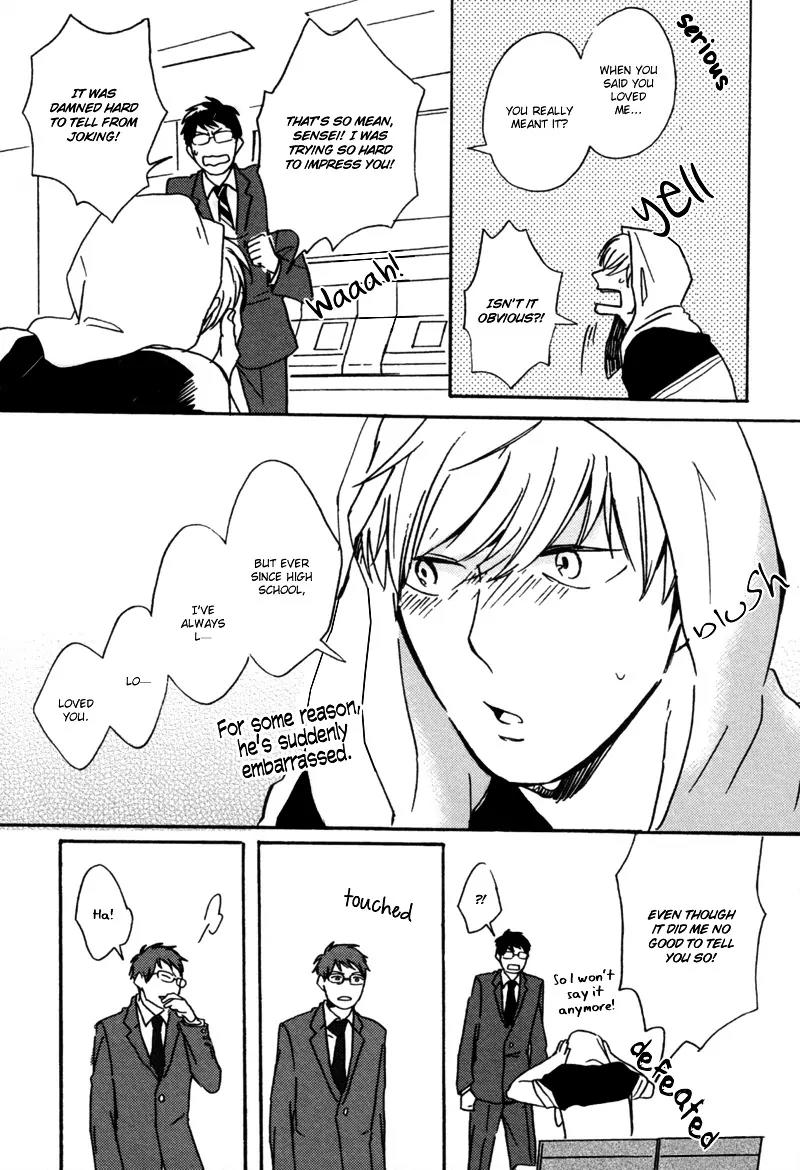 serious
WHEN YOU
SAID YOU
LOVED
ME...
YOU REALLY
MEANT IT?
yell
ISN'T IT
OBVIOUS?!
THAT'S SO MEAN,
SENSEI! I WAS
TRYING SO HARD
TO IMPRESS YOU!
Waaah!
IT WAS
DAMNED HARD
TO TELL FROM
JOKING!
BUT EVER
SINCE HIGH
SCHOOL,
I'VE
ALWAYS
L—
LO—
LOVED
YOU.
blush
For some reason,
he's suddenly
embarrassed.
EVEN THOUGH
IT DID ME NO
GOOD TO TELL
YOU SO!
?!
So I won't
say it
anymore!
defeated
touched
Ha!